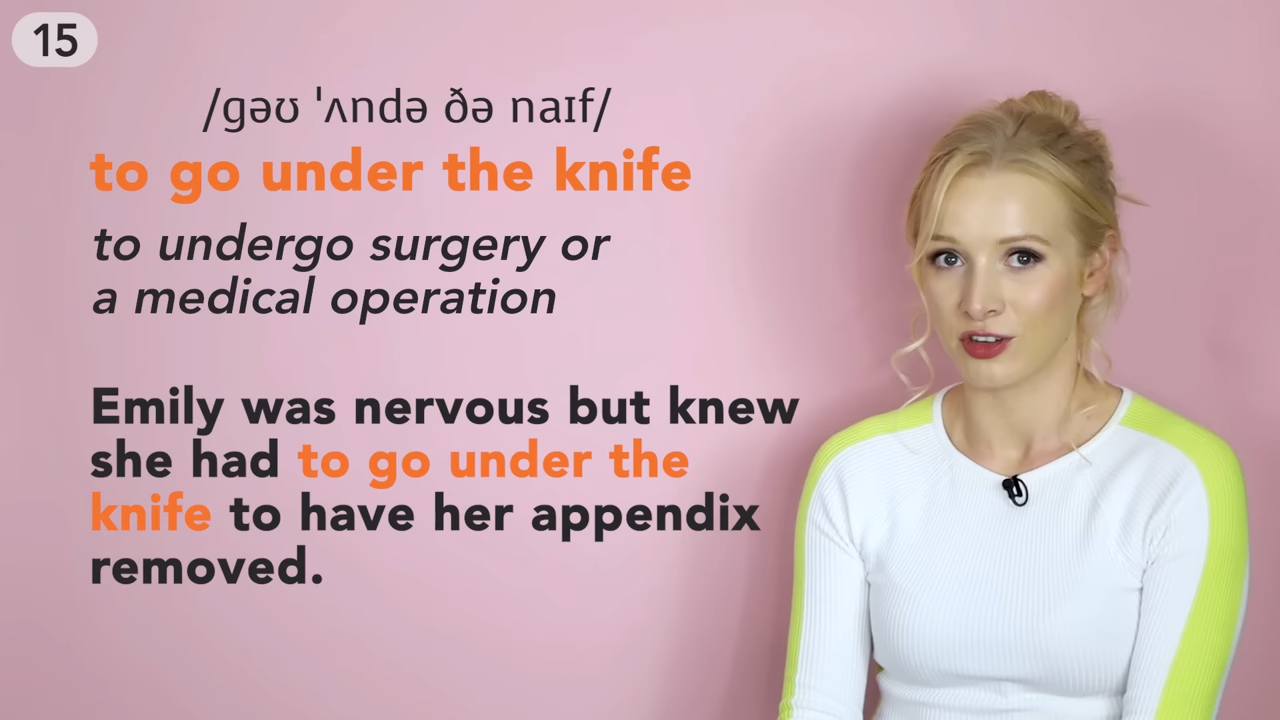 15
/ɡəʊ ˈʌndə ðə naɪf/
to go under the knife
to undergo surgery or
a medical operation
Emily was nervous but knew
she had to go under the
knife to have her appendix
removed.